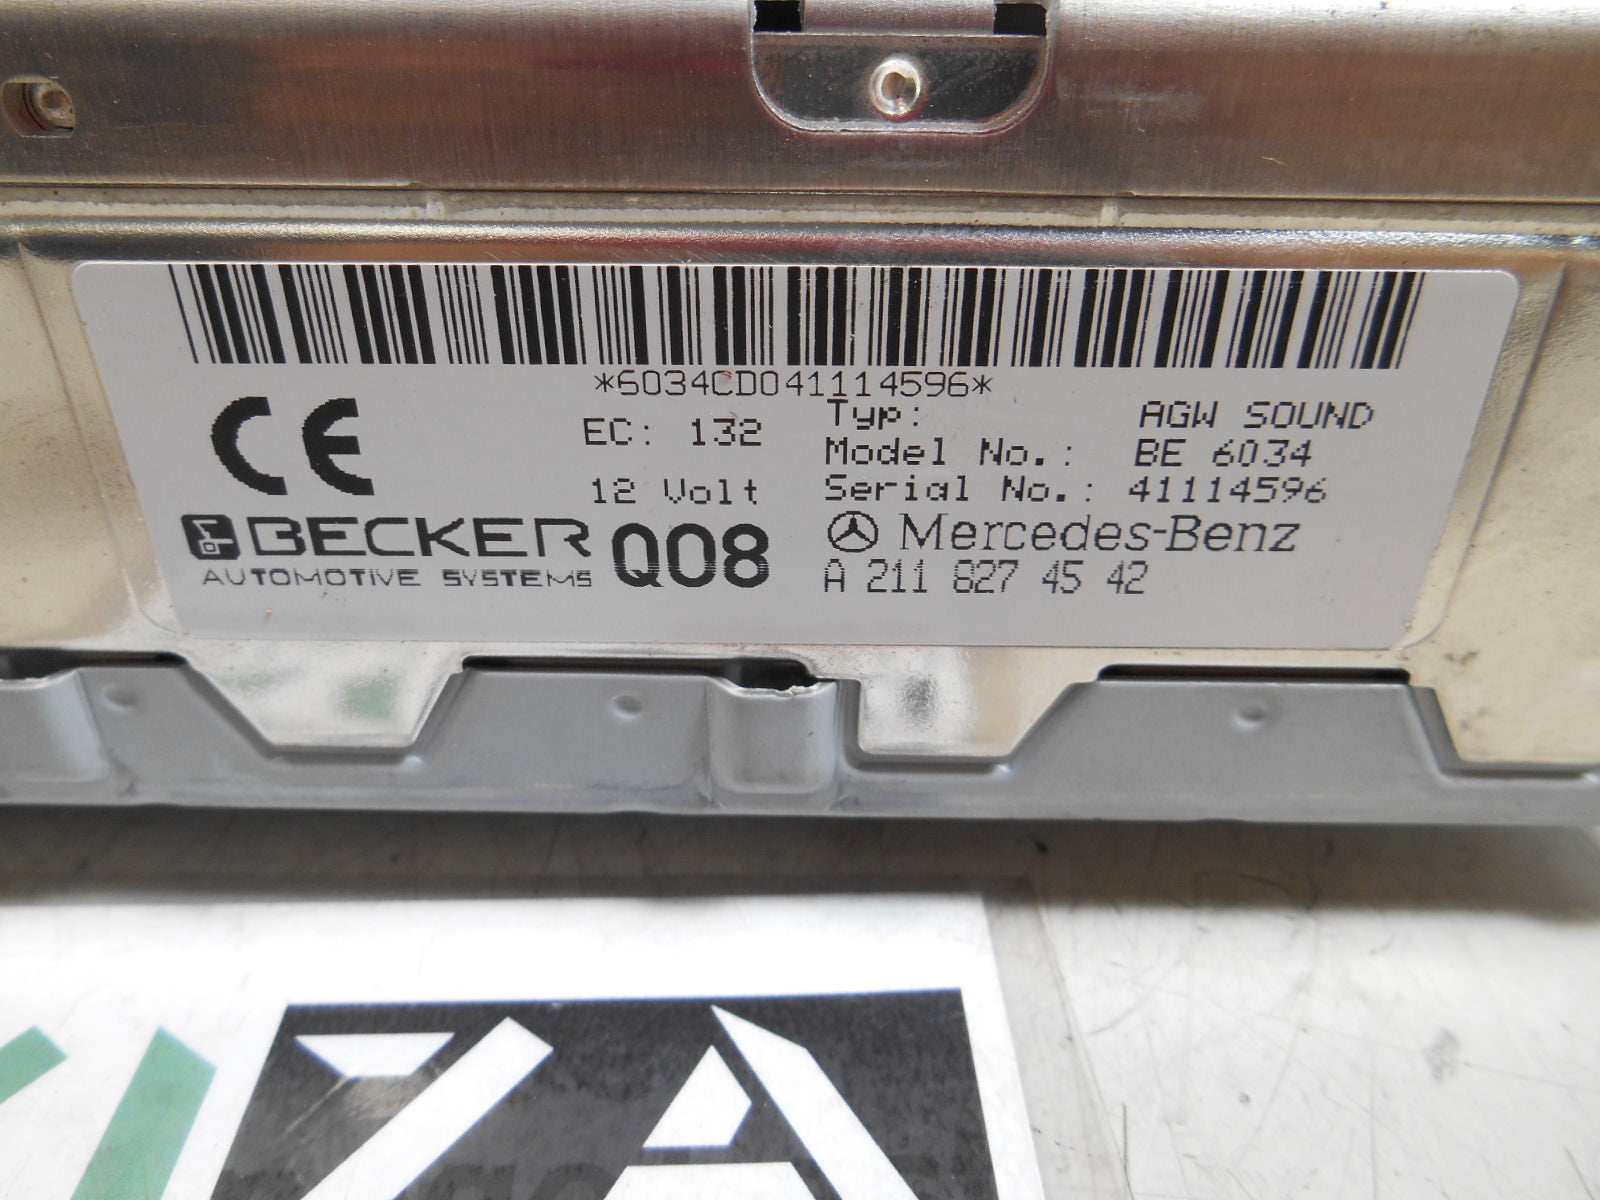 *6034CD041114596*
EC: 132
12 Volt
BECKER
AUTOMOTIVE SYSTEMS
Q08
Typ: AGW SOUND
Model No.: BE 6034
Serial No.: 41114596
Mercedes-Benz
A 211 827 45 42
CE